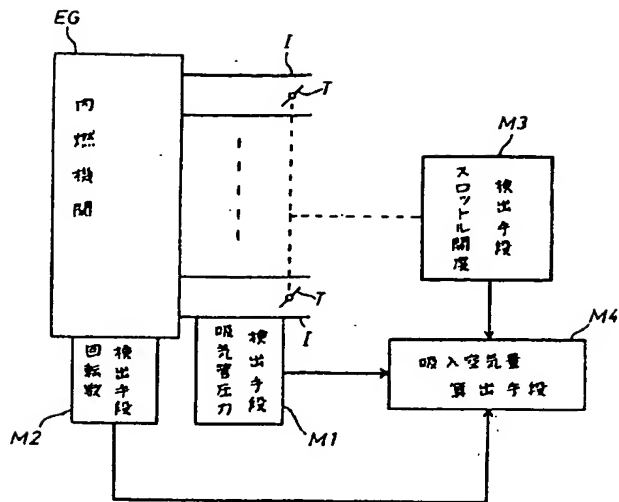 EG
内燃機関
I
T
T
I
M3
スロットル開度
検出手段
M4
吸入空気量
算出手段
吸気管圧力
検出手段
M1
回転数
検出手段
M2